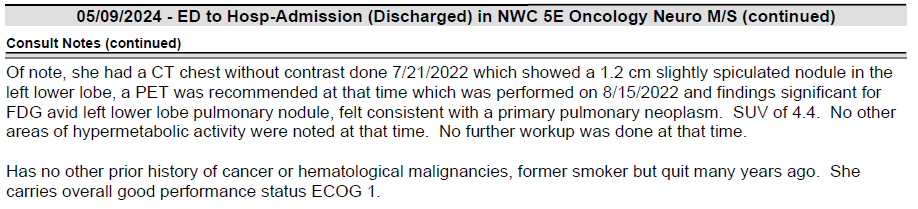 05/09/2024 - ED to Hosp-Admission (Discharged) in NWC 5E Oncology Neuro M/S (continued)
Consult Notes (continued)
Of note, she had a CT chest without contrast done 7/21/2022 which showed a 1.2 cm slightly spiculated nodule in the
left lower lobe, a PET was recommended at that time which was performed on 8/15/2022 and findings significant for
FDG avid left lower lobe pulmonary nodule, felt consistent with a primary pulmonary neoplasm.  SUV of 4.4.  No other
areas of hypermetabolic activity were noted at that time.  No further workup was done at that time.
Has no other prior history of cancer or hematological malignancies, former smoker but quit many years ago.  She
carries overall good performance status ECOG 1.